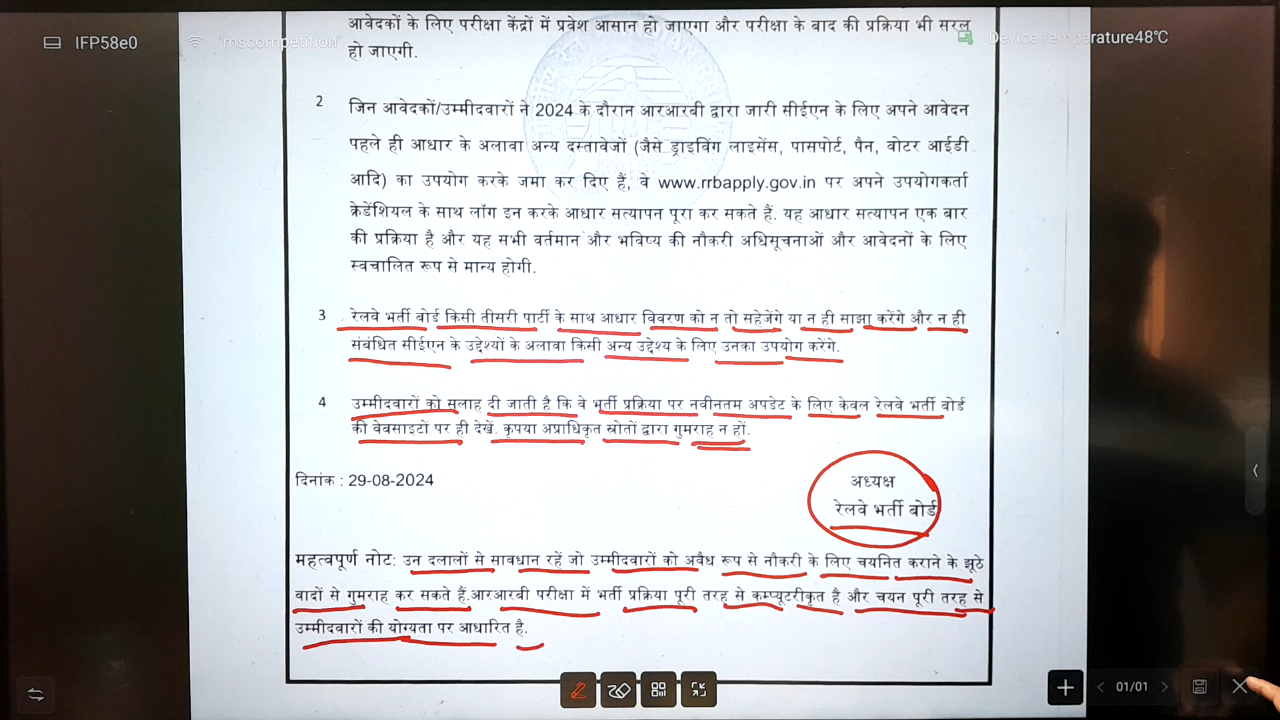 IFP58e0
"mscompetition"
Device temperature48℃
आवेदकों के लिए परीक्षा केंद्रों में प्रवेश आसान हो जाएगा और परीक्षा के बाद की प्रक्रिया भी सरल
हो जाएगी.
2
जिन आवेदकों/उम्मीदवारों ने 2024 के दौरान आरआरबी द्वारा जारी सीईएन के लिए अपने आवेदन
पहले ही आधार के अलावा अन्य दस्तावेजों (जैसे ड्राइविंग लाइसेंस, पासपोर्ट, पैन, वोटर आईडी
आदि) का उपयोग करके जमा कर दिए हैं, वे www.rrbapply.gov.in पर अपने उपयोगकर्ता
क्रेडेंशियल के साथ लॉग इन करके आधार सत्यापन पूरा कर सकते हैं. यह आधार सत्यापन एक बार
की प्रक्रिया है और यह सभी वर्तमान और भविष्य की नौकरी अधिसूचनाओं और आवेदनों के लिए
स्वचालित रूप से मान्य होगी.
3 रेलवे भर्ती बोर्ड किसी तीसरी पार्टी के साथ आधार विवरण को न तो सहेजेंगे या न ही साझा करेंगे और न ही
संबंधित सीईएन के उद्देश्यों के अलावा किसी अन्य उद्देश्य के लिए उनका उपयोग करेंगे.
4 उम्मीदवारों को सलाह दी जाती है कि वे भर्ती प्रक्रिया पर नवीनतम अपडेट के लिए केवल रेलवे भर्ती बोर्ड
की वेबसाइटों पर ही देखें. कृपया अप्राधिकृत स्रोतों द्वारा गुमराह न हों.
दिनांक : 29-08-2024
अध्यक्ष
रेलवे भर्ती बोर्ड
महत्वपूर्ण नोट: उन दलालों से सावधान रहें जो उम्मीदवारों को अवैध रूप से नौकरी के लिए चयनित कराने के झूठे
वादों से गुमराह कर सकते हैं.आरआरबी परीक्षा में भर्ती प्रक्रिया पूरी तरह से कम्प्यूटरीकृत है और चयन पूरी तरह से
उम्मीदवारों की योग्यता पर आधारित है.
01/01